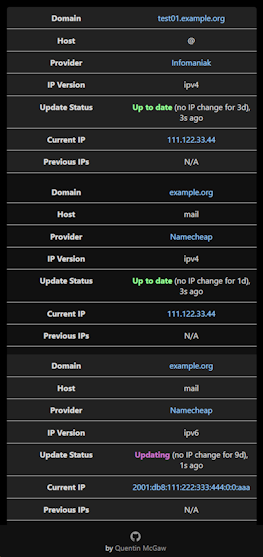 Domain test01.example.org
Host @
Provider Infomaniak
IP Version ipv4
Update Status Up to date (no IP change for 3d),
3s ago
Current IP 111.122.33.44
Previous IPs N/A
Domain example.org
Host mail
Provider Namecheap
IP Version ipv4
Update Status Up to date (no IP change for 1d),
3s ago
Current IP 111.122.33.44
Previous IPs N/A
Domain example.org
Host mail
Provider Namecheap
IP Version ipv6
Update Status Updating (no IP change for 9d),
1s ago
Current IP 2001:db8:111:222:333:444:0:0:aaa
Previous IPs N/A
by Quentin McGaw